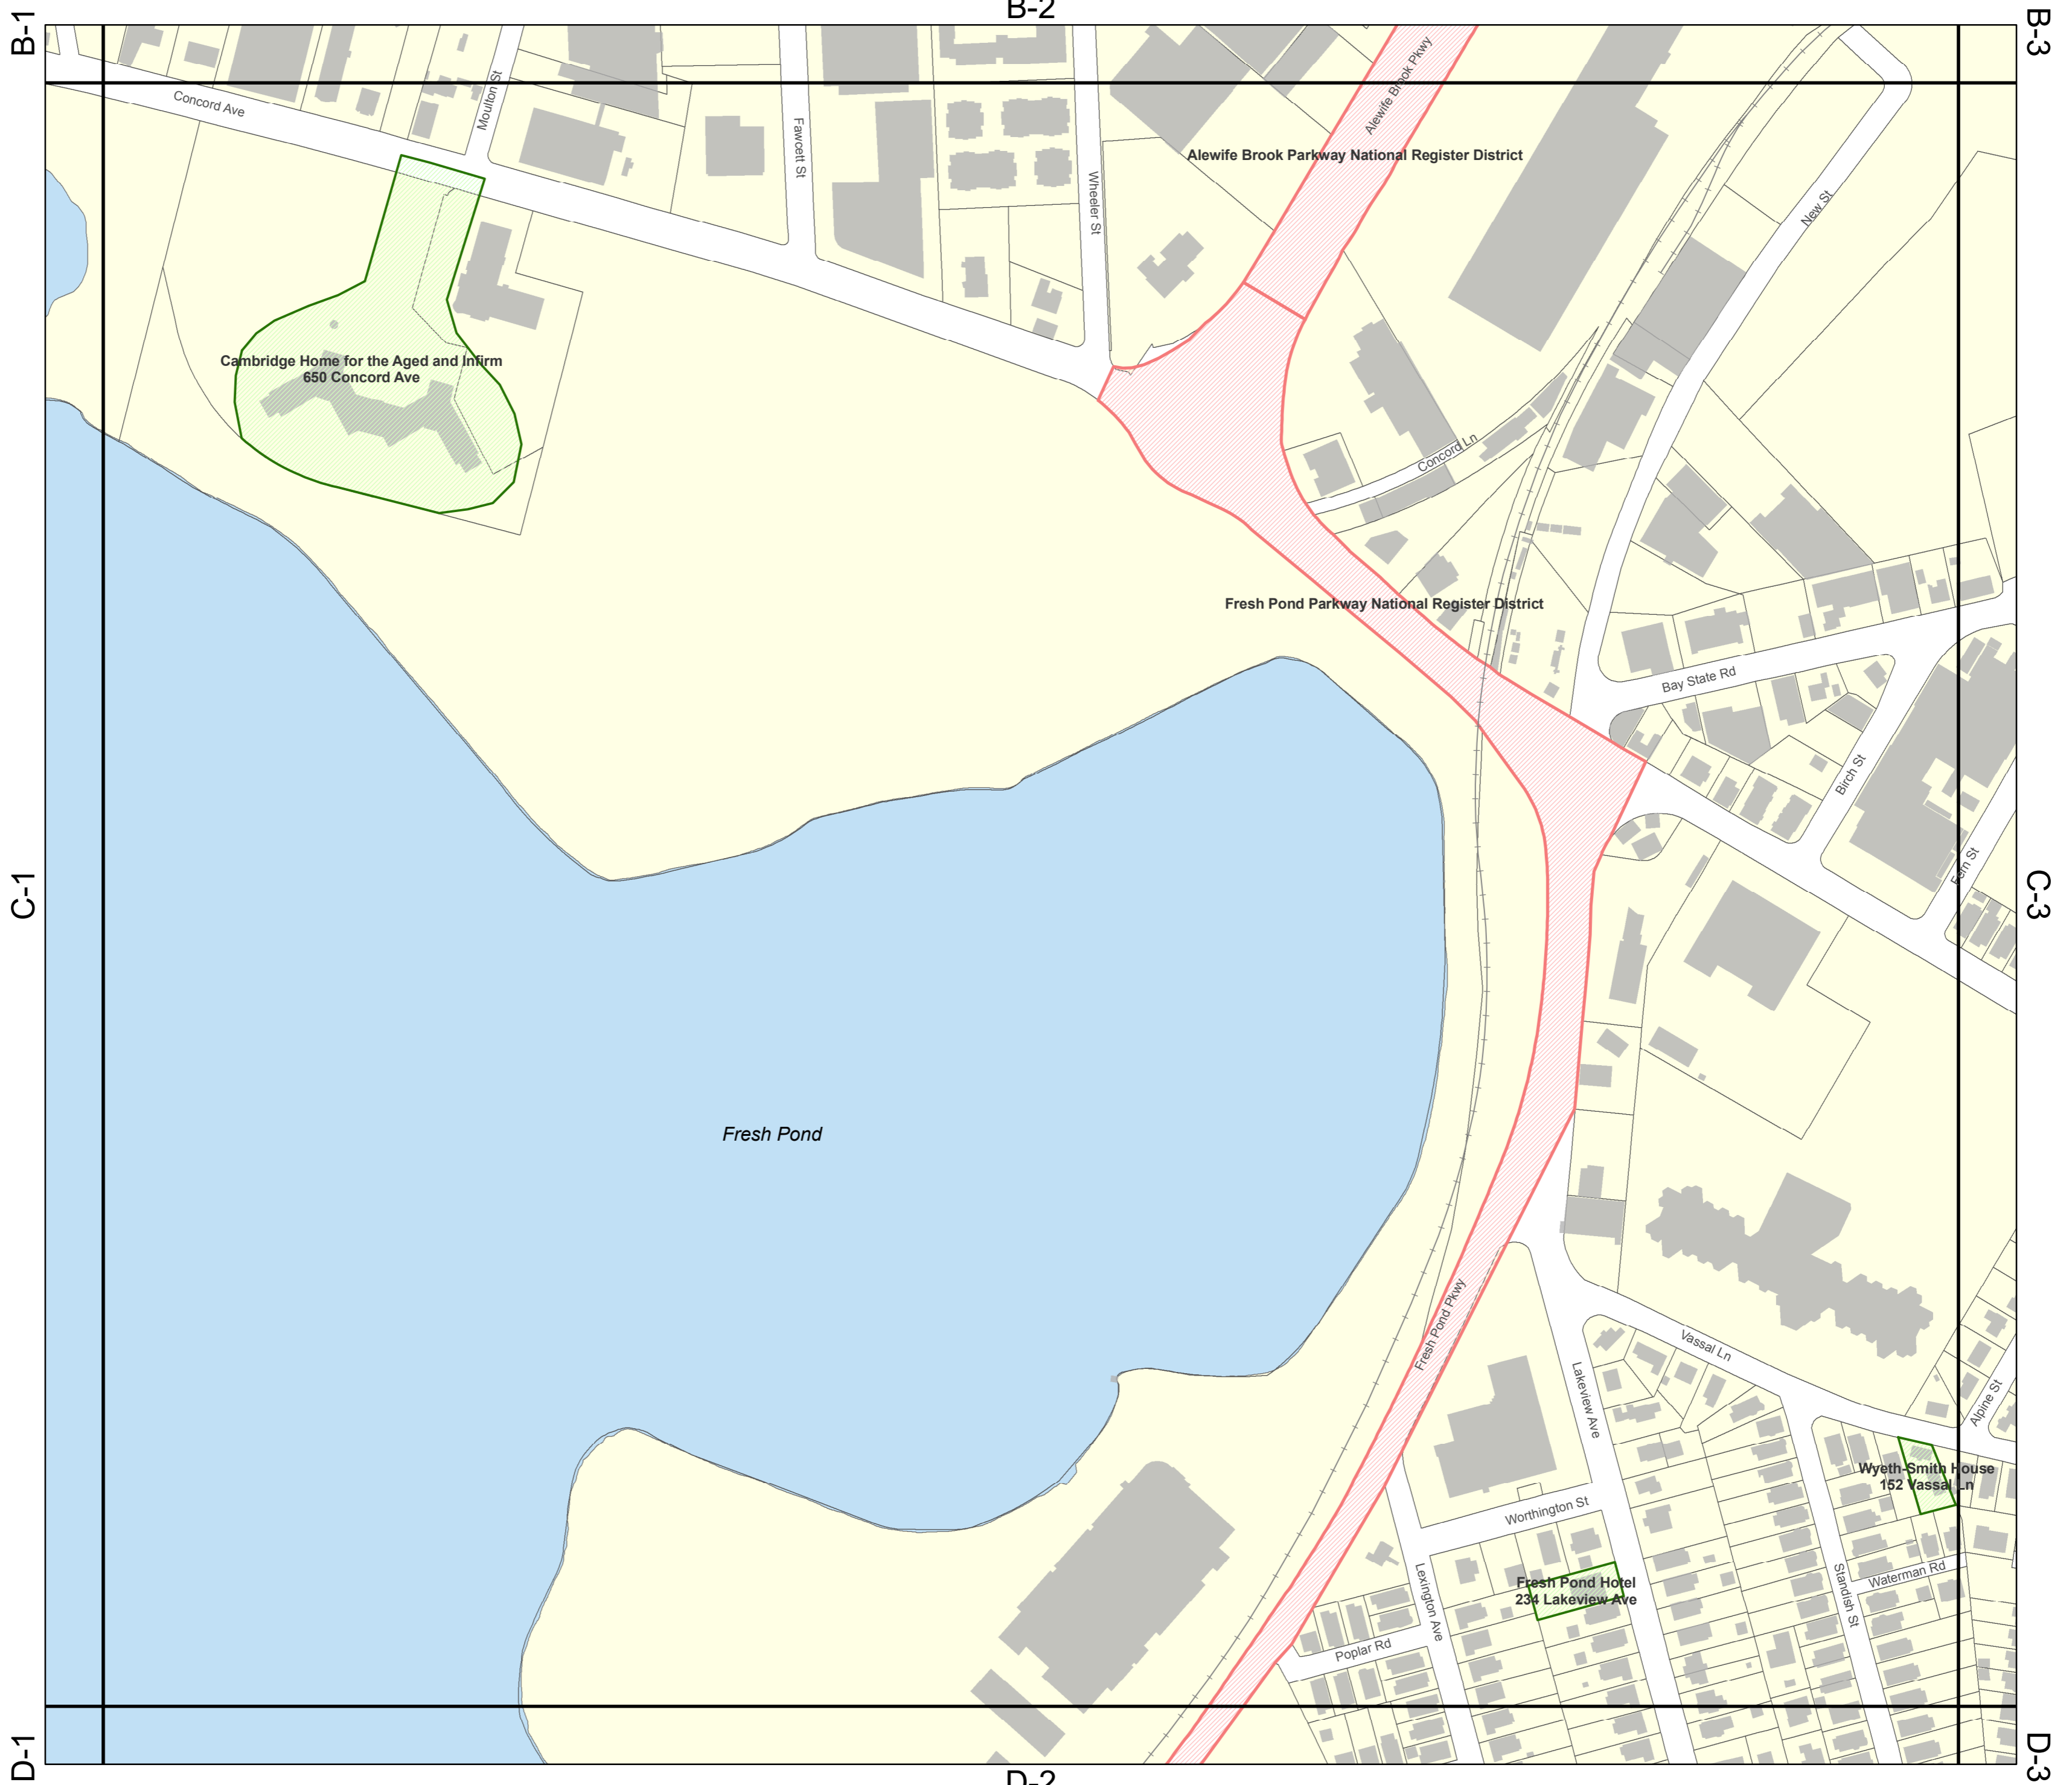 B-1
B-2
B-3
Concord Ave
Moulton St
Fawcett St
Wheeler St
Alewife Brook Pkwy
Alewife Brook Parkway National Register District
New St
Cambridge Home for the Aged and Infirm
650 Concord Ave
Concord Ln
Fresh Pond Parkway National Register District
Bay State Rd
Birch St
Fern St
C-1
C-3
Fresh Pond
Fresh Pond Pkwy
Vassal Ln
Lakeview Ave
Alpine St
Wyeth-Smith House
152 Vassal Ln
Worthington St
Lexington Ave
Fresh Pond Hotel
234 Lakeview Ave
Standish St
Waterman Rd
Poplar Rd
D-1
D-2
D-3